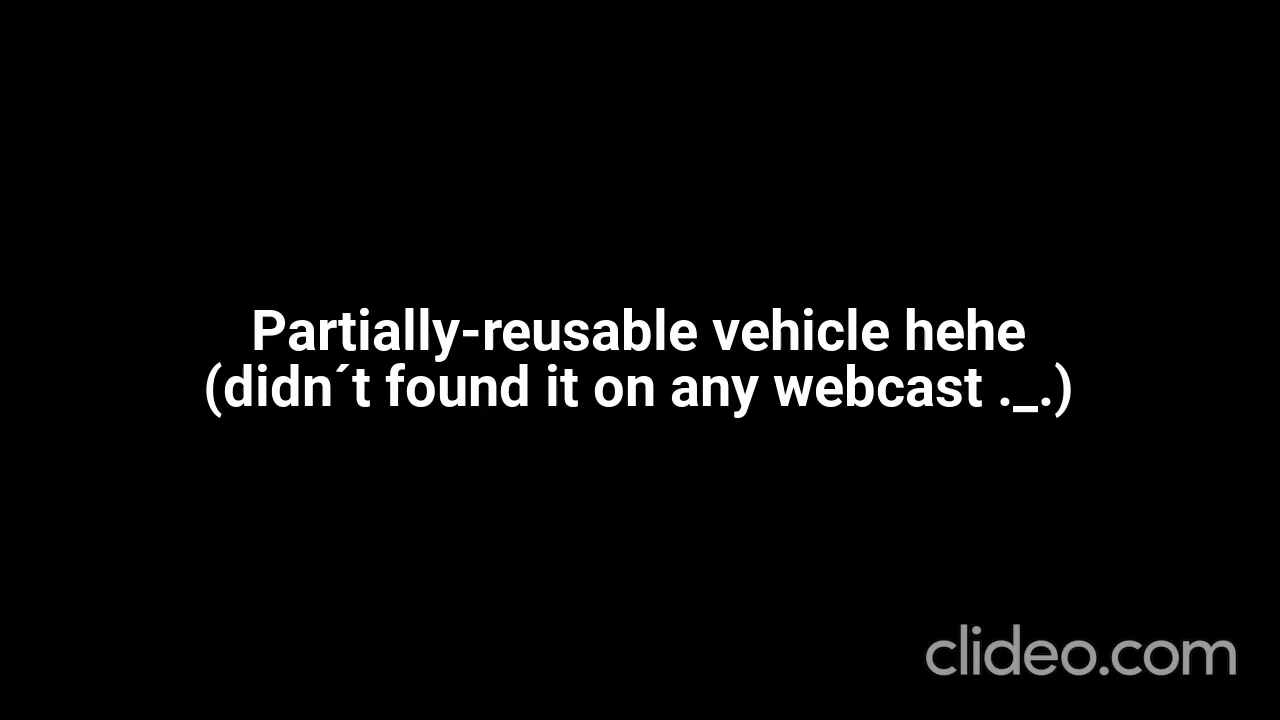 Partially-reusable vehicle hehe
(didn´t found it on any webcast ._.)
clideo.com